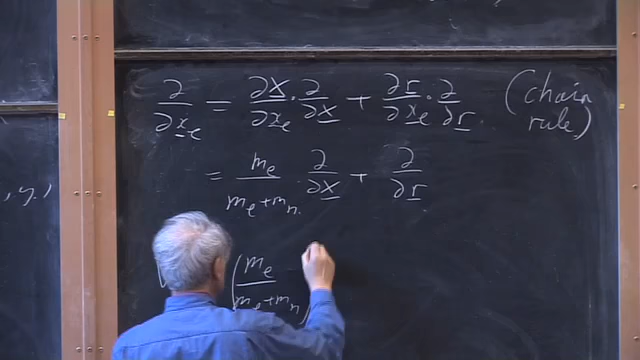 ∂/∂x_e = ∂X/∂x_e · ∂/∂X + ∂r/∂x_e · ∂/∂r (chain rule)
= m_e/(m_e+m_n) · ∂/∂X + ∂/∂r
(m_e/(m_e+m_n)
, y,